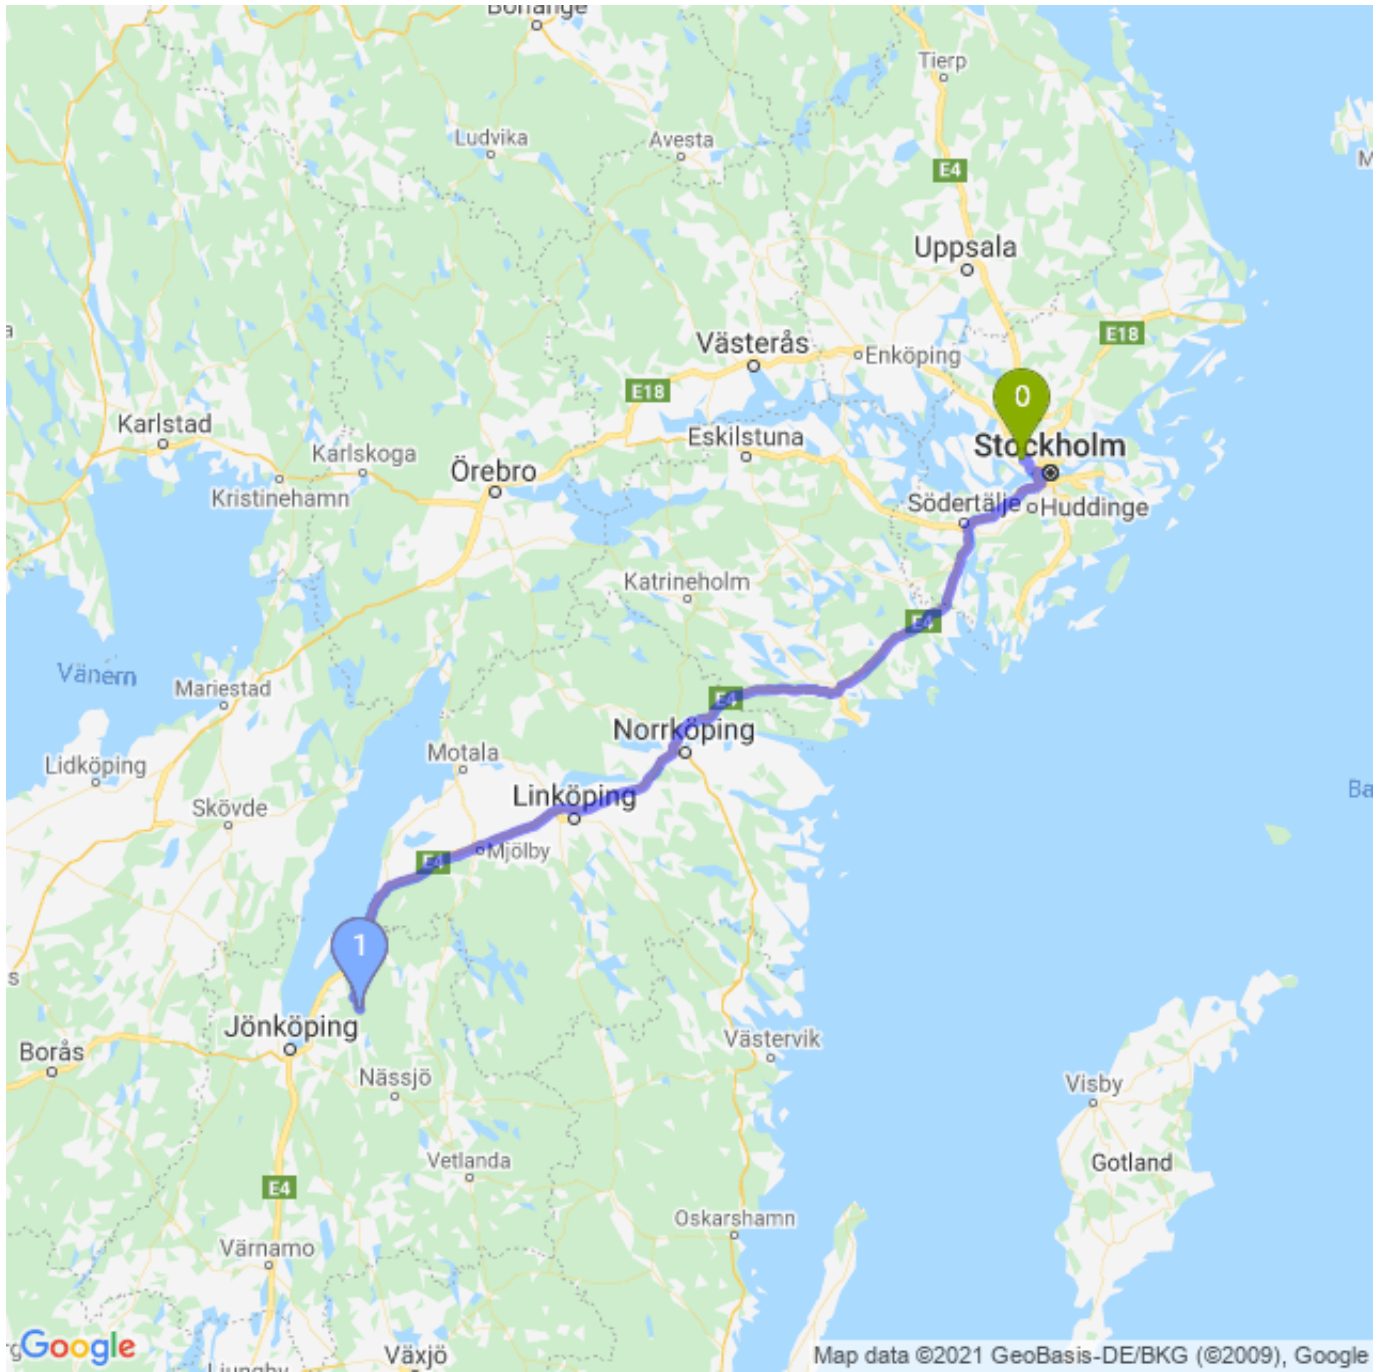 Borlänge
Tierp
Ludvika
Avesta
E4
Uppsala
E18
Västerås
Enköping
E18
0
Karlstad
Eskilstuna
Stockholm
Karlskoga
Örebro
Kristinehamn
Södertälje
Huddinge
Katrineholm
E4
Vänern
Mariestad
E4
Norrköping
Motala
Lidköping
Linköping
Skövde
Mjölby
E4
1
Jönköping
Västervik
Borås
Nässjö
Visby
Vetlanda
Gotland
E4
Oskarshamn
Värnamo
Google
Växjö
Map data ©2021 GeoBasis-DE/BKG (©2009), Google